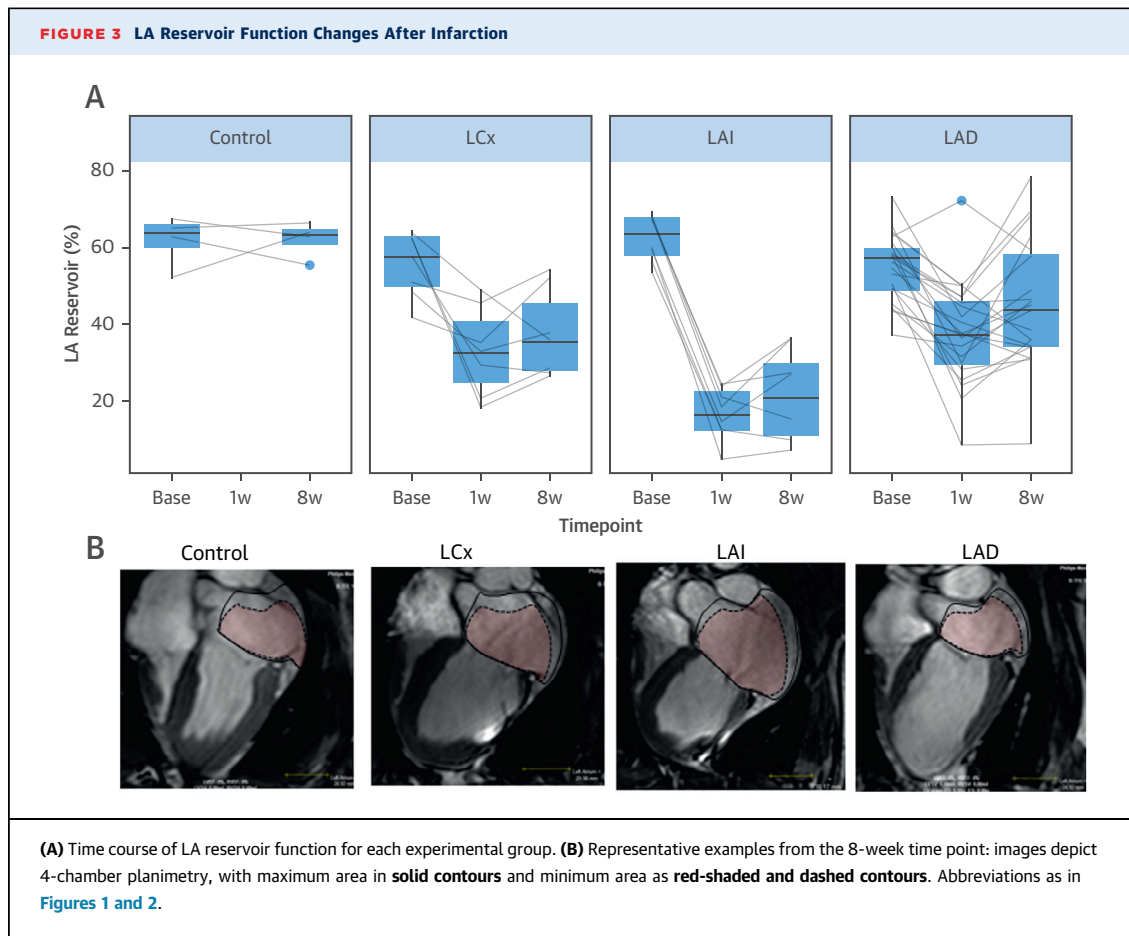 FIGURE 3 LA Reservoir Function Changes After Infarction
A
Control LCx LAI LAD
LA Reservoir (%)
80
60
40
20
Base 1w 8w Base 1w 8w Base 1w 8w Base 1w 8w
Timepoint
B
Control LCx LAI LAD
(A) Time course of LA reservoir function for each experimental group. (B) Representative examples from the 8-week time point: images depict
4-chamber planimetry, with maximum area in solid contours and minimum area as red-shaded and dashed contours. Abbreviations as in
Figures 1 and 2.